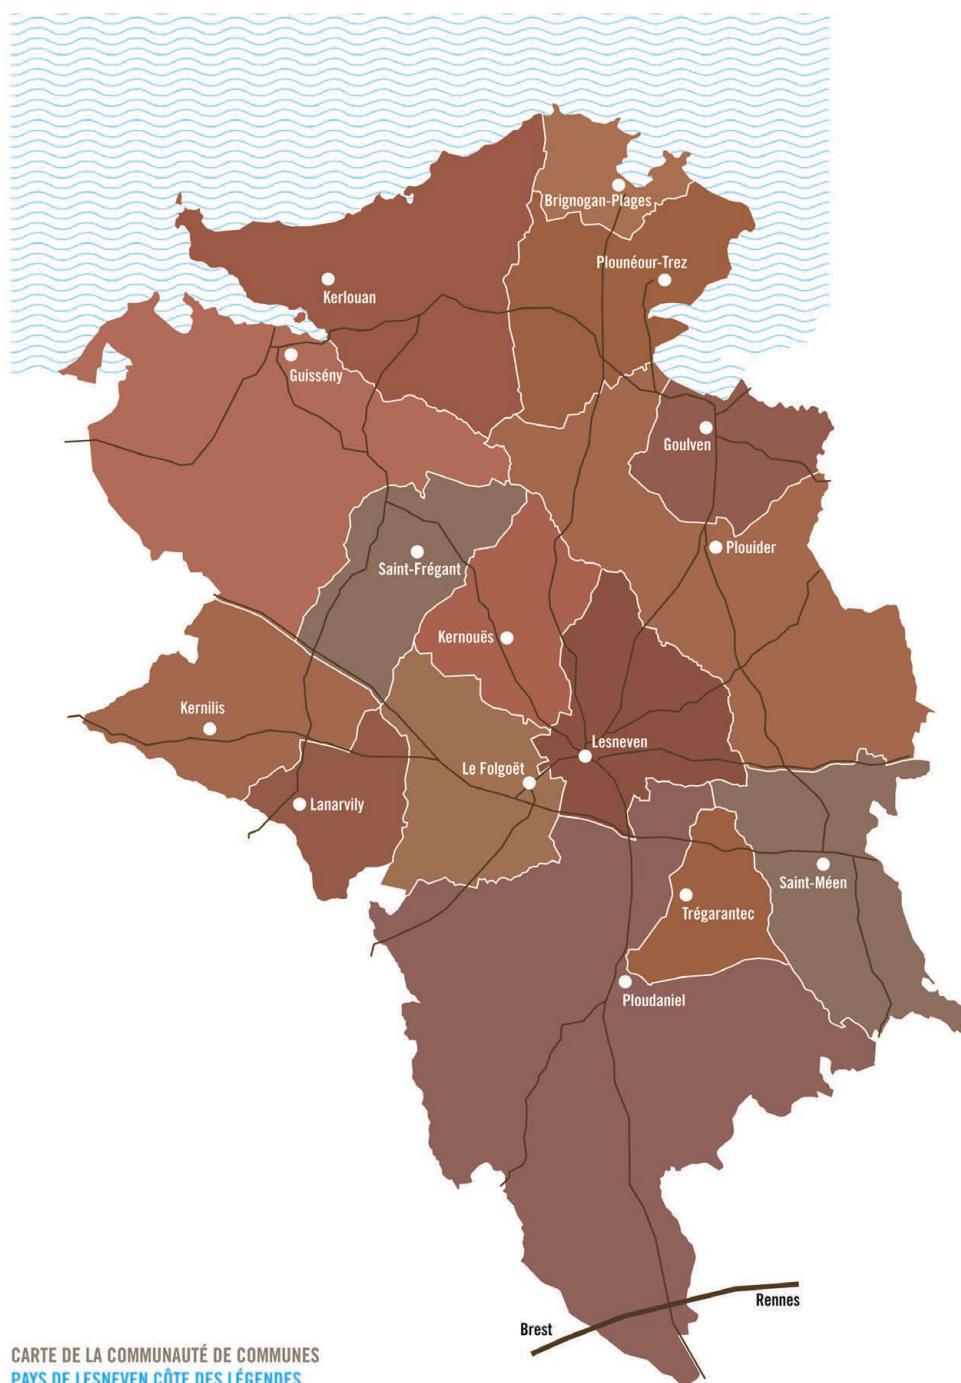 Brignogan-Plages
Plounéour-Trez
Kerlouan
Guissény
Goulven
Plouider
Saint-Frégant
Kernouës
Kernilis
Lesneven
Le Folgoët
Lanarvily
Saint-Méen
Trégarantec
Ploudaniel
Rennes
Brest
CARTE DE LA COMMUNAUTÉ DE COMMUNES
PAYS DE LESNEVEN CÔTE DES LÉGENDES